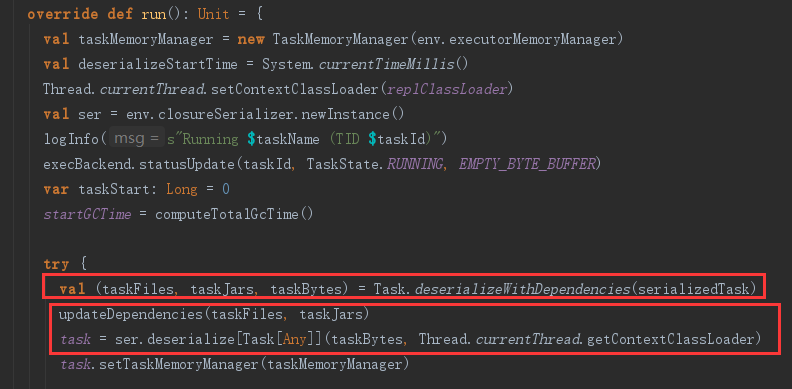 override def run(): Unit = {
val taskMemoryManager = new TaskMemoryManager(env.executorMemoryManager)
val deserializeStartTime = System.currentTimeMillis()
Thread.currentThread.setContextClassLoader(replClassLoader)
val ser = env.closureSerializer.newInstance()
logInfo( msg = s"Running $taskName (TID $taskId)")
execBackend.statusUpdate(taskId, TaskState.RUNNING, EMPTY_BYTE_BUFFER)
var taskStart: Long = 0
startGCTime = computeTotalGcTime()
try {
val (taskFiles, taskJars, taskBytes) = Task.deserializeWithDependencies(serializedTask)
updateDependencies(taskFiles, taskJars)
task = ser.deserialize[Task[Any]](taskBytes, Thread.currentThread.getContextClassLoader)
task.setTaskMemoryManager(taskMemoryManager)